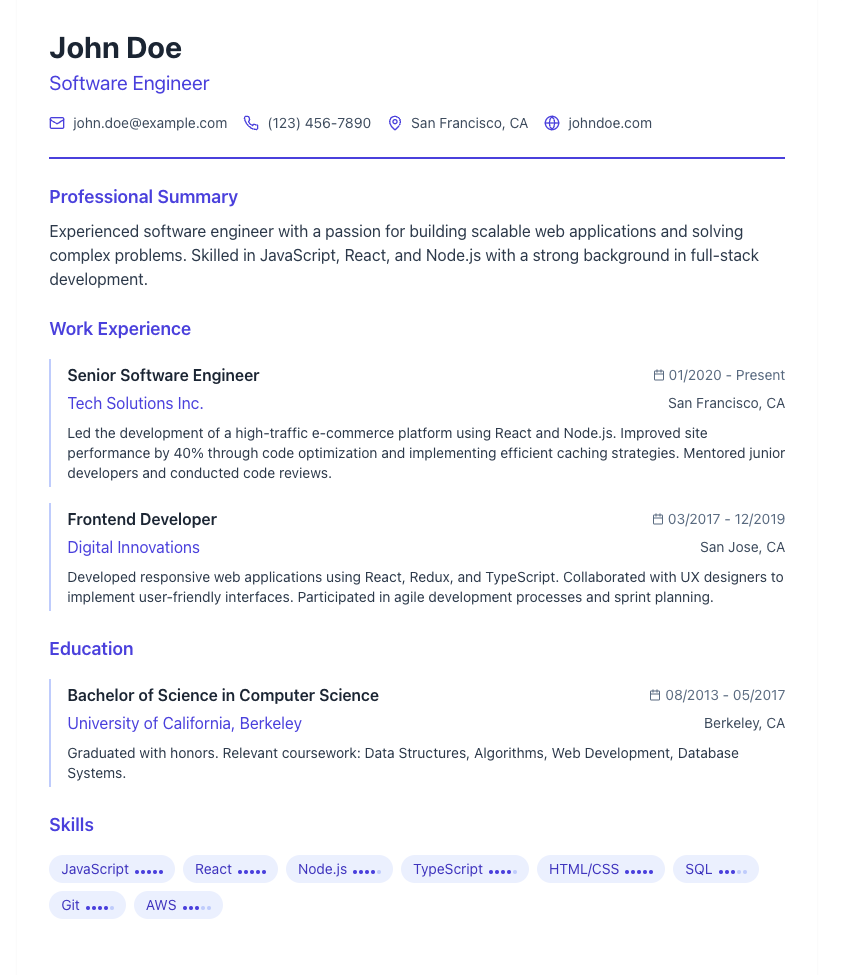 John Doe
Software Engineer
john.doe@example.com (123) 456-7890 San Francisco, CA johndoe.com
Professional Summary
Experienced software engineer with a passion for building scalable web applications and solving
complex problems. Skilled in JavaScript, React, and Node.js with a strong background in full-stack
development.
Work Experience
Senior Software Engineer 01/2020 - Present
Tech Solutions Inc. San Francisco, CA
Led the development of a high-traffic e-commerce platform using React and Node.js. Improved site
performance by 40% through code optimization and implementing efficient caching strategies. Mentored junior
developers and conducted code reviews.
Frontend Developer 03/2017 - 12/2019
Digital Innovations San Jose, CA
Developed responsive web applications using React, Redux, and TypeScript. Collaborated with UX designers to
implement user-friendly interfaces. Participated in agile development processes and sprint planning.
Education
Bachelor of Science in Computer Science 08/2013 - 05/2017
University of California, Berkeley Berkeley, CA
Graduated with honors. Relevant coursework: Data Structures, Algorithms, Web Development, Database
Systems.
Skills
JavaScript React Node.js TypeScript HTML/CSS SQL
Git AWS